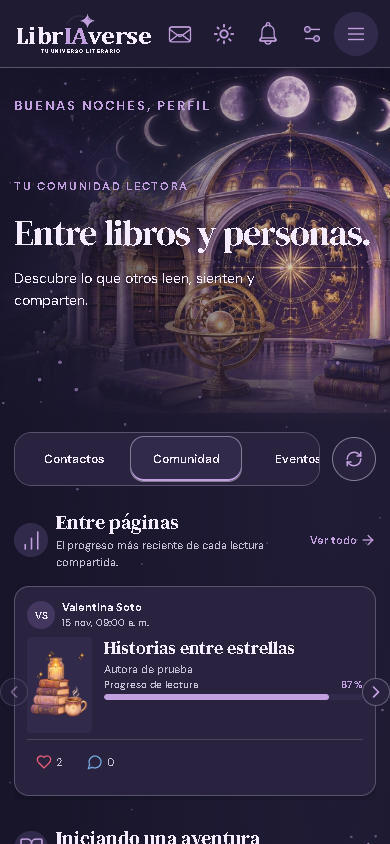 LibrIAverse
TU UNIVERSO LITERARIO
BUENAS NOCHES, PERFIL
TU COMUNIDAD LECTORA
Entre libros y personas.
Descubre lo que otros leen, sienten y
comparten.
Contactos
Comunidad
Eventos
Entre páginas
El progreso más reciente de cada lectura
compartida.
Ver todo
VS
Valentina Soto
15 nov, 09:00 a. m.
Historias entre estrellas
Autora de prueba
Progreso de lectura
87%
2
0
Iniciando una aventura